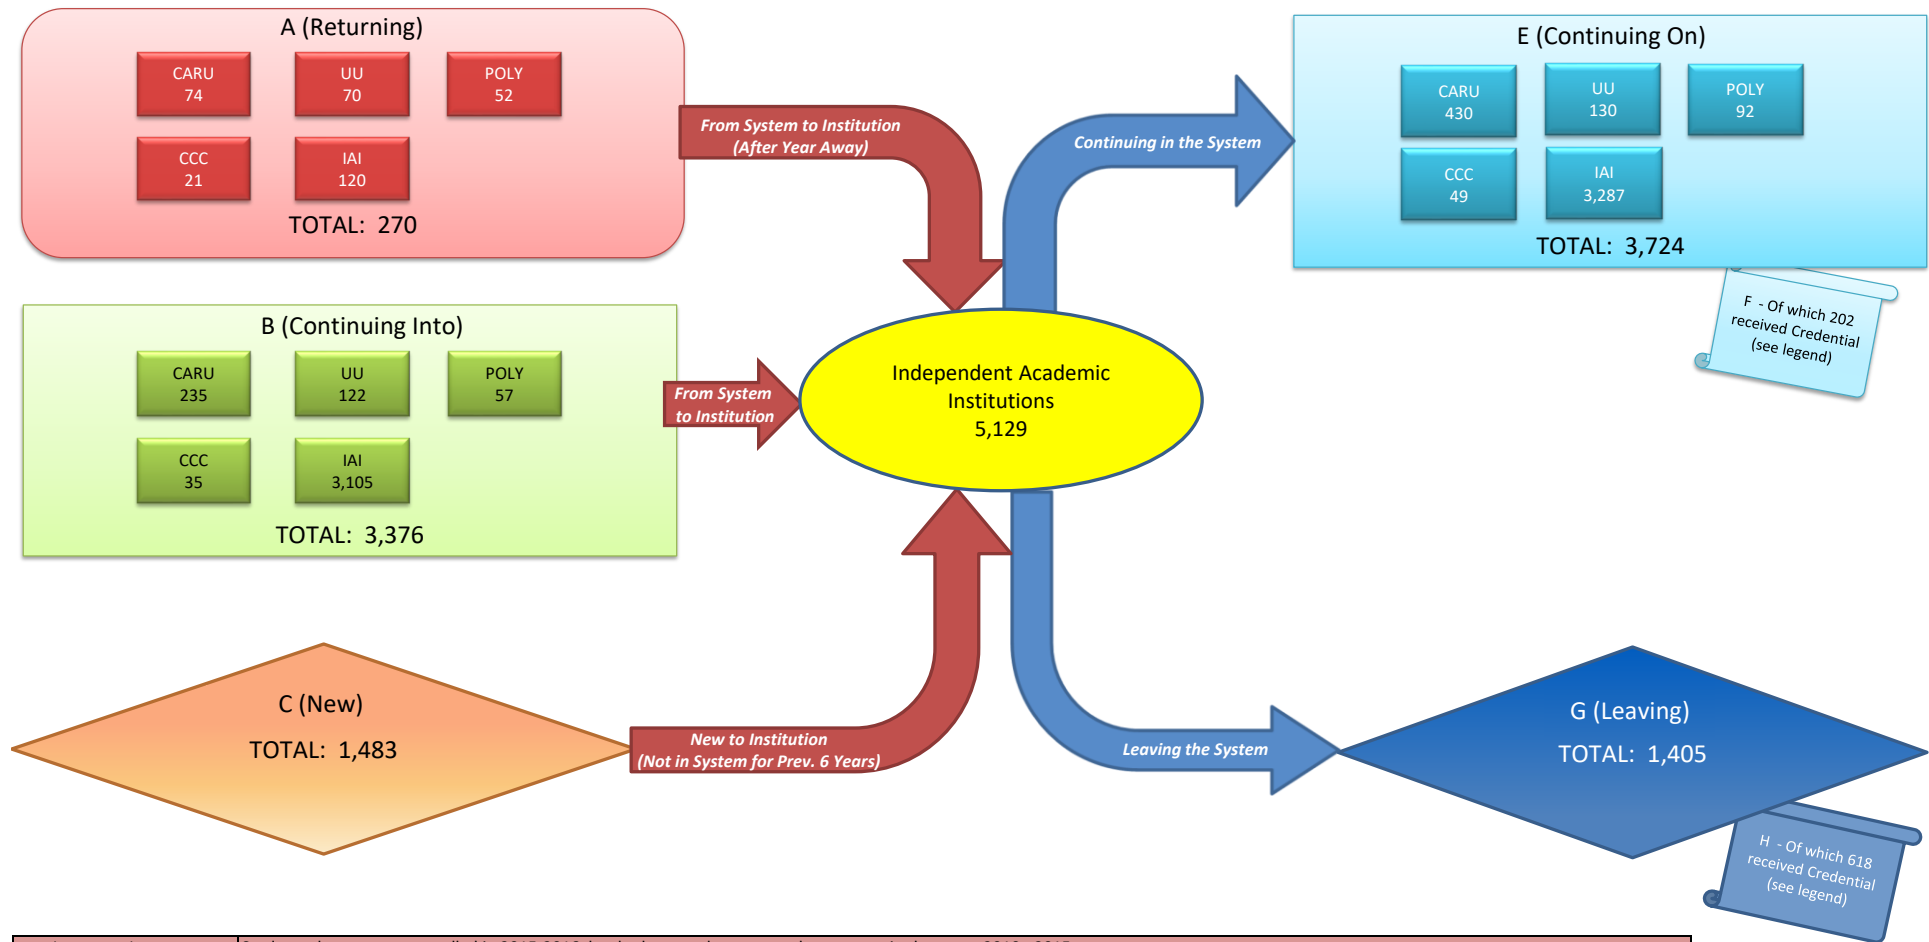 A (Returning)
CARU
74
UU
70
POLY
52
CCC
21
IAI
120
TOTAL: 270
From System to Institution
(After Year Away)
B (Continuing Into)
CARU
235
UU
122
POLY
57
CCC
35
IAI
3,105
TOTAL: 3,376
From System
to Institution
C (New)
TOTAL: 1,483
New to Institution
(Not in System for Prev. 6 Years)
Independent Academic
Institutions
5,129
Continuing in the System
E (Continuing On)
CARU
430
UU
130
POLY
92
CCC
49
IAI
3,287
TOTAL: 3,724
F - Of which 202
received Credential
(see legend)
Leaving the System
G (Leaving)
TOTAL: 1,405
H - Of which 618
received Credential
(see legend)